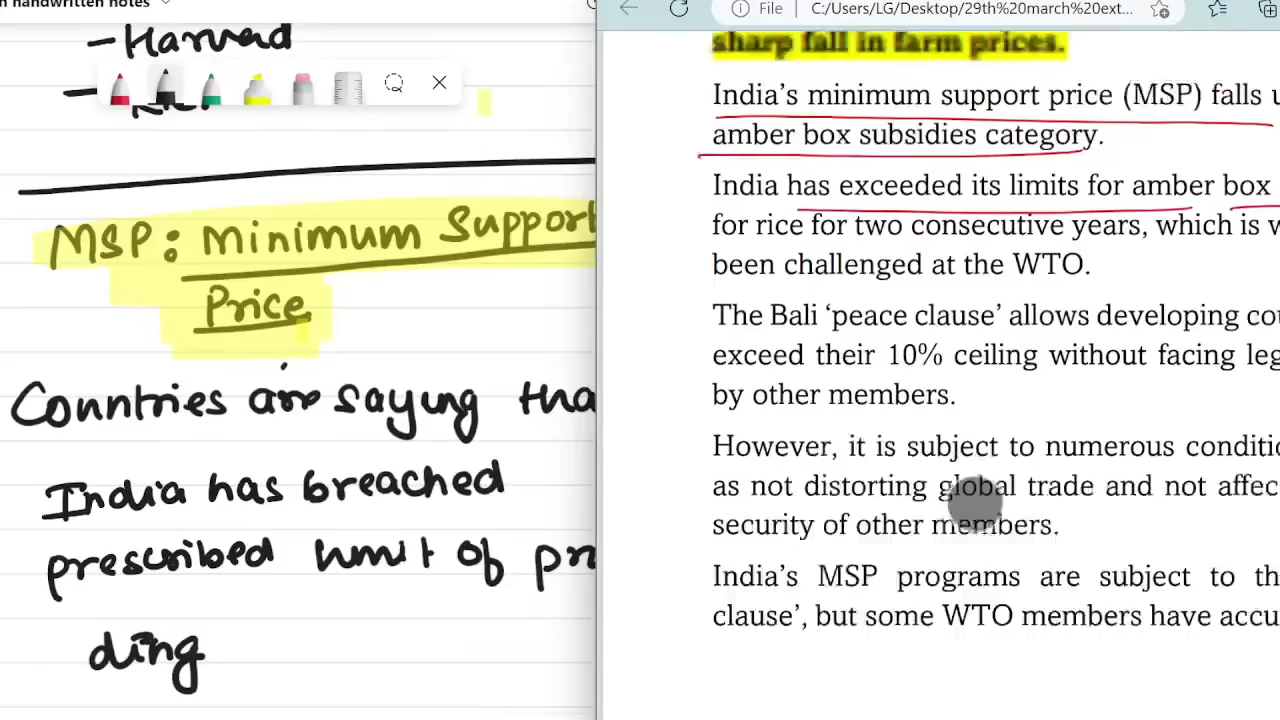 n handwritten notes
- Harvad
MSP: Minimum Support
Price
Countries are saying tha
India has breached
prescribed limit of pr
ding
File
C:/Users/LG/Desktop/29th%20march%20ext...
sharp fall in farm prices.
India's minimum support price (MSP) falls u
amber box subsidies category.
India has exceeded its limits for amber box
for rice for two consecutive years, which is w
been challenged at the WTO.
The Bali 'peace clause' allows developing cou
exceed their 10% ceiling without facing leg
by other members.
However, it is subject to numerous conditio
as not distorting global trade and not affec
security of other members.
India's MSP programs are subject to th
clause', but some WTO members have accu